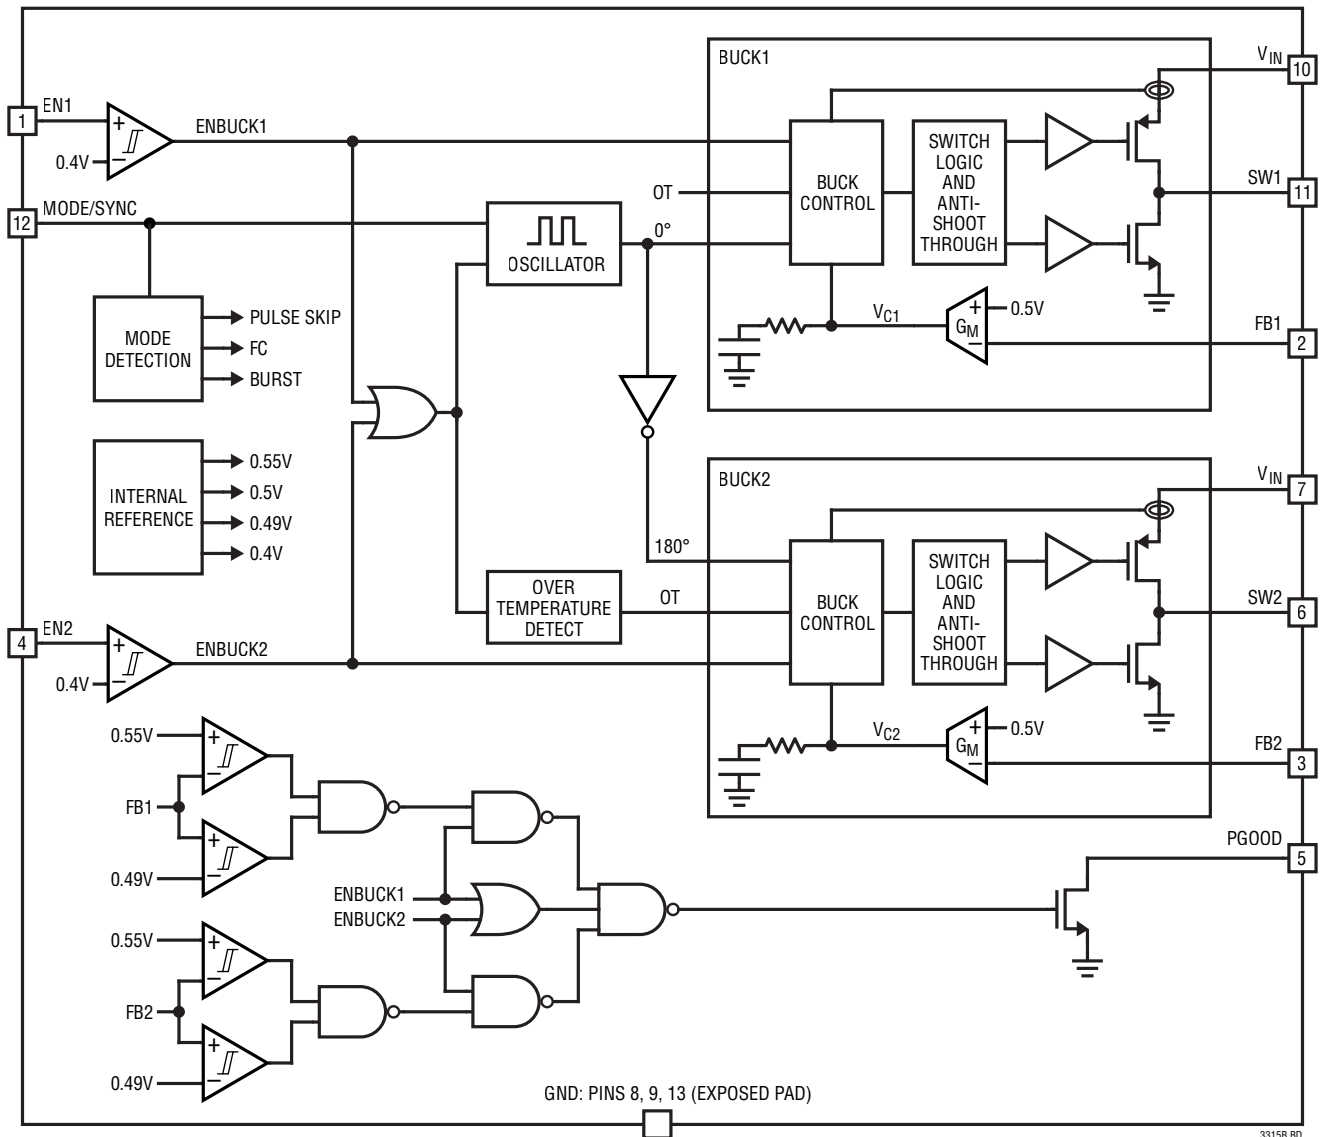 BUCK1
VIN
10
EN1
1
ENBUCK1
+
0.4V
–
SWITCH
LOGIC
AND
ANTI-
SHOOT
THROUGH
BUCK
CONTROL
OT
SW1
11
MODE/SYNC
12
0°
OSCILLATOR
MODE
DETECTION
PULSE SKIP
FC
BURST
VC1
GM
+
–
0.5V
FB1
2
INTERNAL
REFERENCE
0.55V
0.5V
0.49V
0.4V
BUCK2
VIN
7
180°
OVER
TEMPERATURE
DETECT
OT
BUCK
CONTROL
SWITCH
LOGIC
AND
ANTI-
SHOOT
THROUGH
SW2
6
EN2
4
ENBUCK2
+
0.4V
–
VC2
GM
+
–
0.5V
FB2
3
0.55V
+
–
FB1
+
0.49V
–
PGOOD
5
ENBUCK1
ENBUCK2
0.55V
+
–
FB2
+
0.49V
–
GND: PINS 8, 9, 13 (EXPOSED PAD)
3315B BD